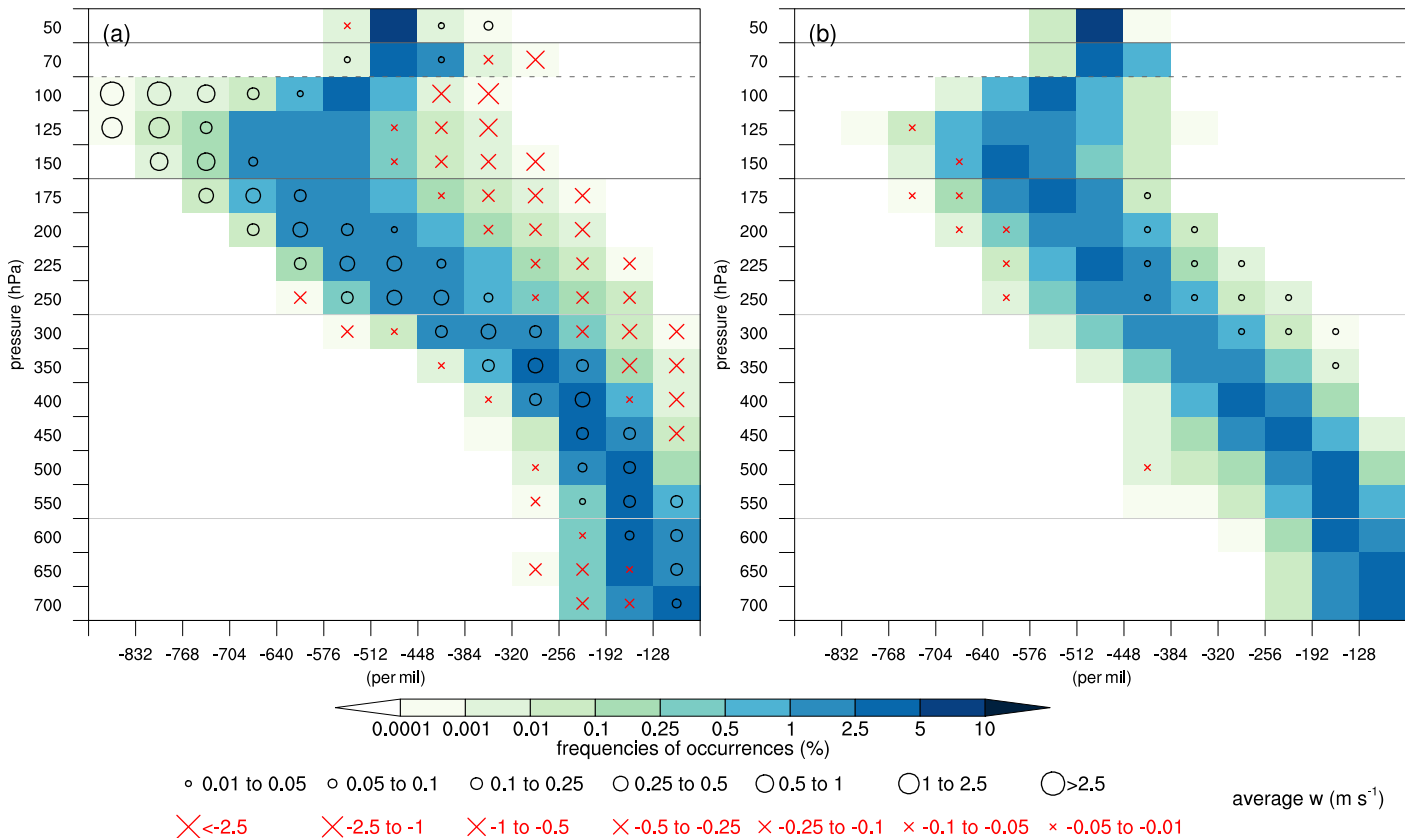 (a)
(b)
50
70
100
125
150
175
200
225
250
300
350
400
450
500
550
600
650
700
pressure (hPa)
-832 -768 -704 -640 -576 -512 -448 -384 -320 -256 -192 -128
(per mil)
50
70
100
125
150
175
200
225
250
300
350
400
450
500
550
600
650
700
pressure (hPa)
-832 -768 -704 -640 -576 -512 -448 -384 -320 -256 -192 -128
(per mil)
0.0001 0.001 0.01 0.1 0.25 0.5 1 2.5 5 10
frequencies of occurrences (%)
0.01 to 0.05 0.05 to 0.1 0.1 to 0.25 0.25 to 0.5 0.5 to 1 1 to 2.5 >2.5
average w (m s⁻¹)
<-2.5 -2.5 to -1 -1 to -0.5 -0.5 to -0.25 -0.25 to -0.1 -0.1 to -0.05 -0.05 to -0.01